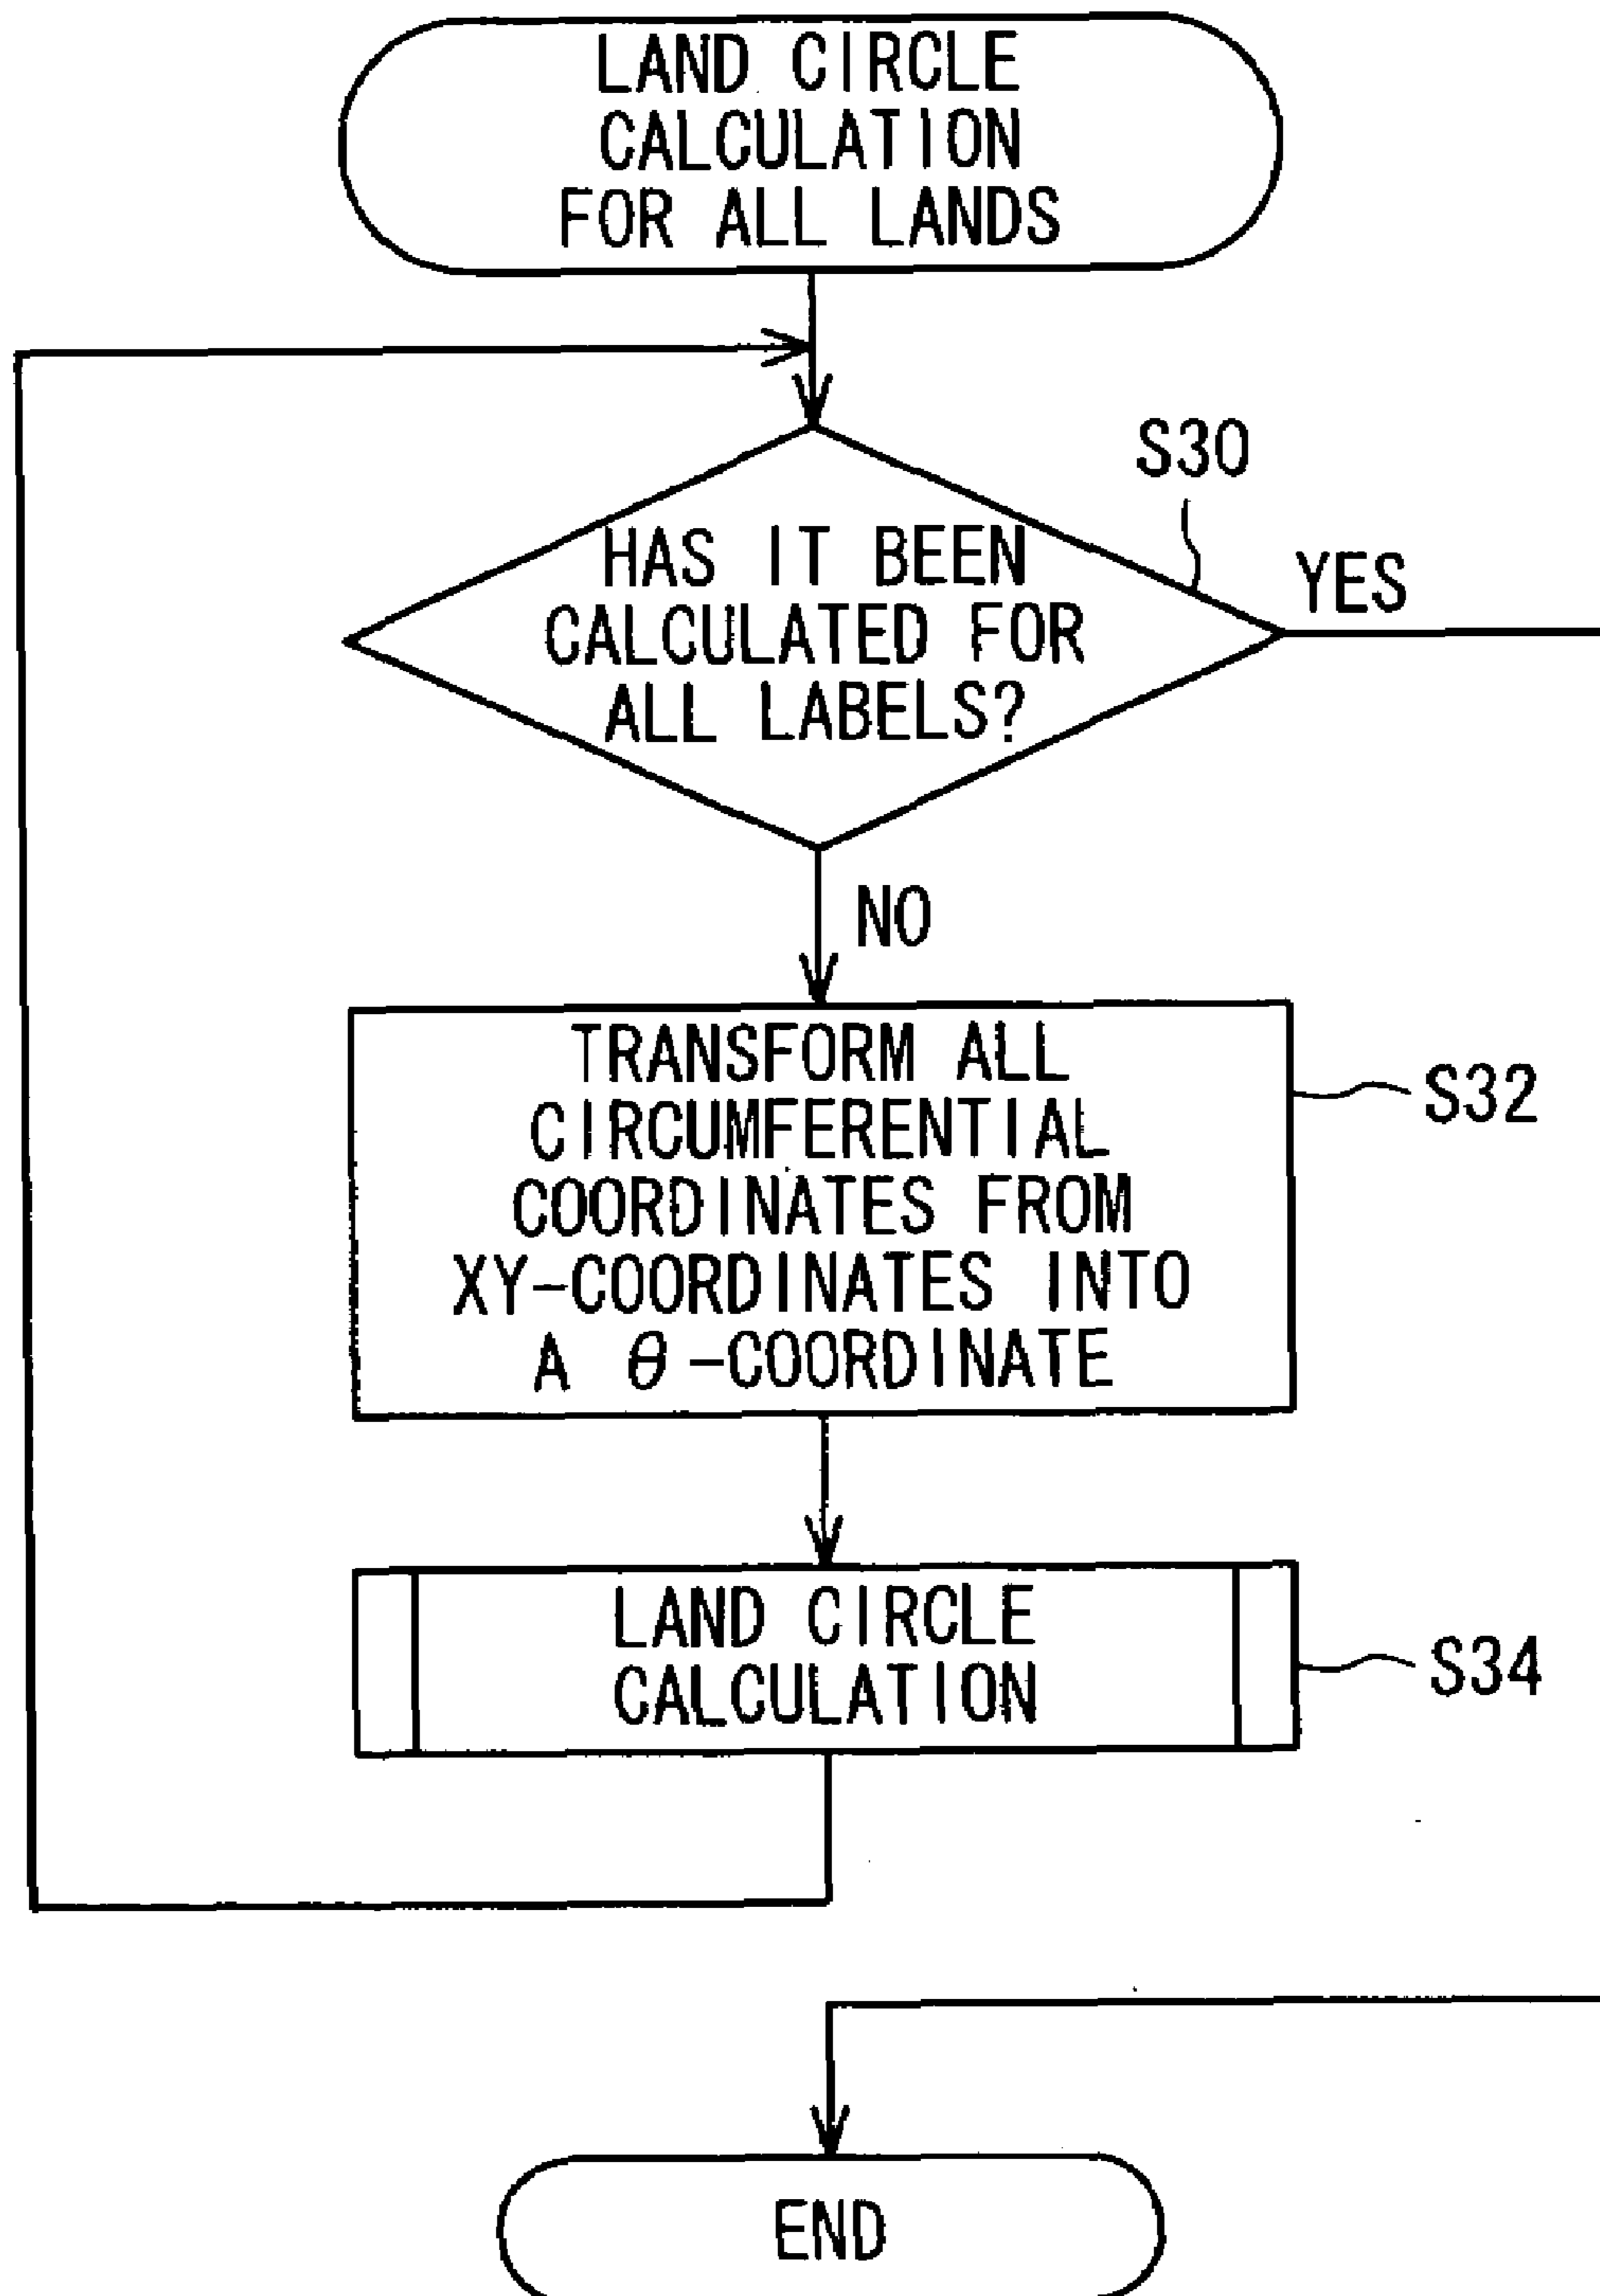 LAND CIRCLE
CALCULATION
FOR ALL LANDS
S30
HAS IT BEEN
CALCULATED FOR
ALL LABELS?
YES
NO
TRANSFORM ALL
CIRCUMFERENTIAL
COORDINATES FROM
XY-COORDINATES INTO
A θ-COORDINATE
S32
LAND CIRCLE
CALCULATION
S34
END